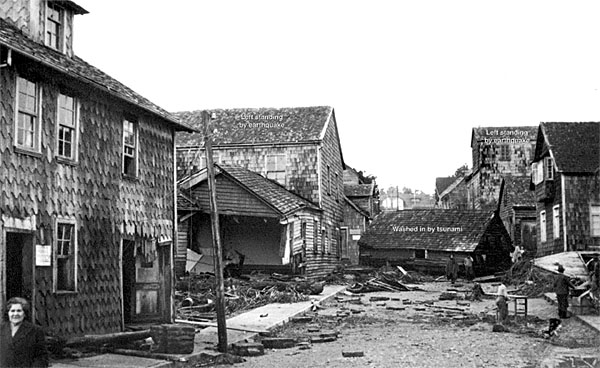 Left standing
by earthquake
Left standing
by earthquake
Washed in by tsunami